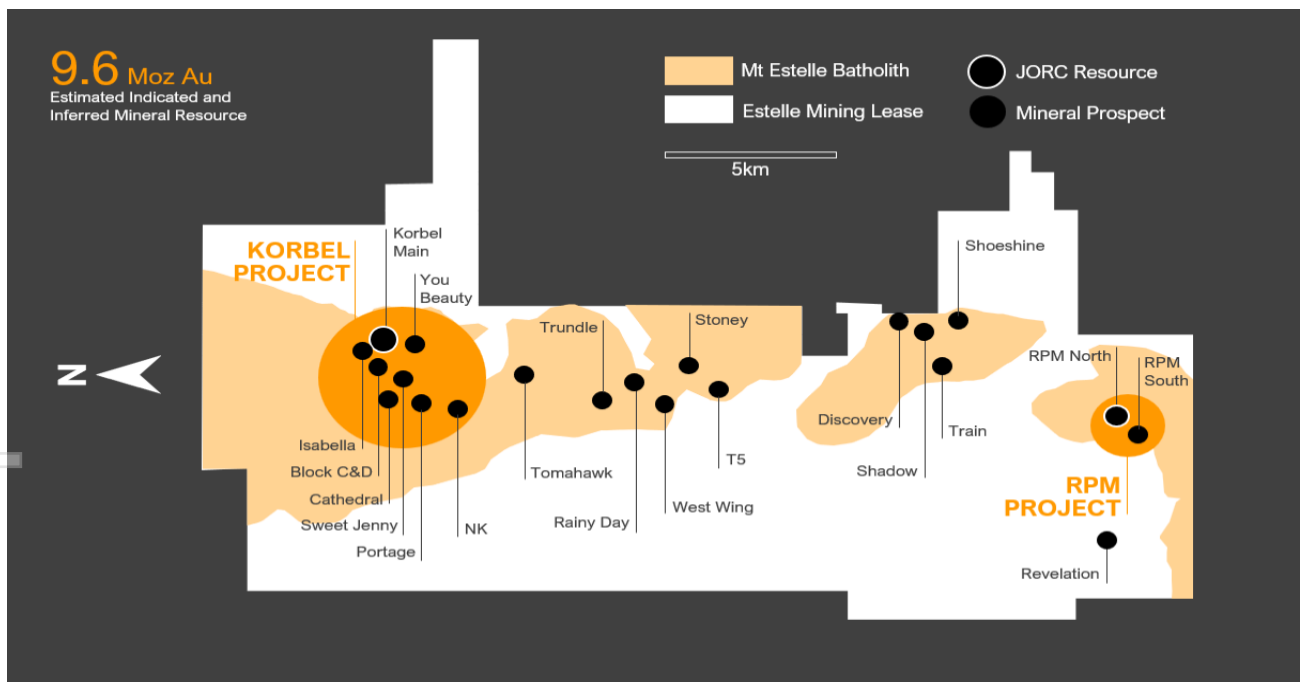 9.6 Moz Au
Estimated Indicated and
Inferred Mineral Resource
Mt Estelle Batholith
Estelle Mining Lease
JORC Resource
Mineral Prospect
5km
KORBEL
PROJECT
Korbel
Main
You
Beauty
Trundle
Stoney
Shoeshine
RPM North
RPM
South
N
Isabella
Block C&D
Cathedral
Sweet Jenny
Portage
NK
Tomahawk
Rainy Day
West Wing
T5
Discovery
Shadow
Train
RPM
PROJECT
Revelation